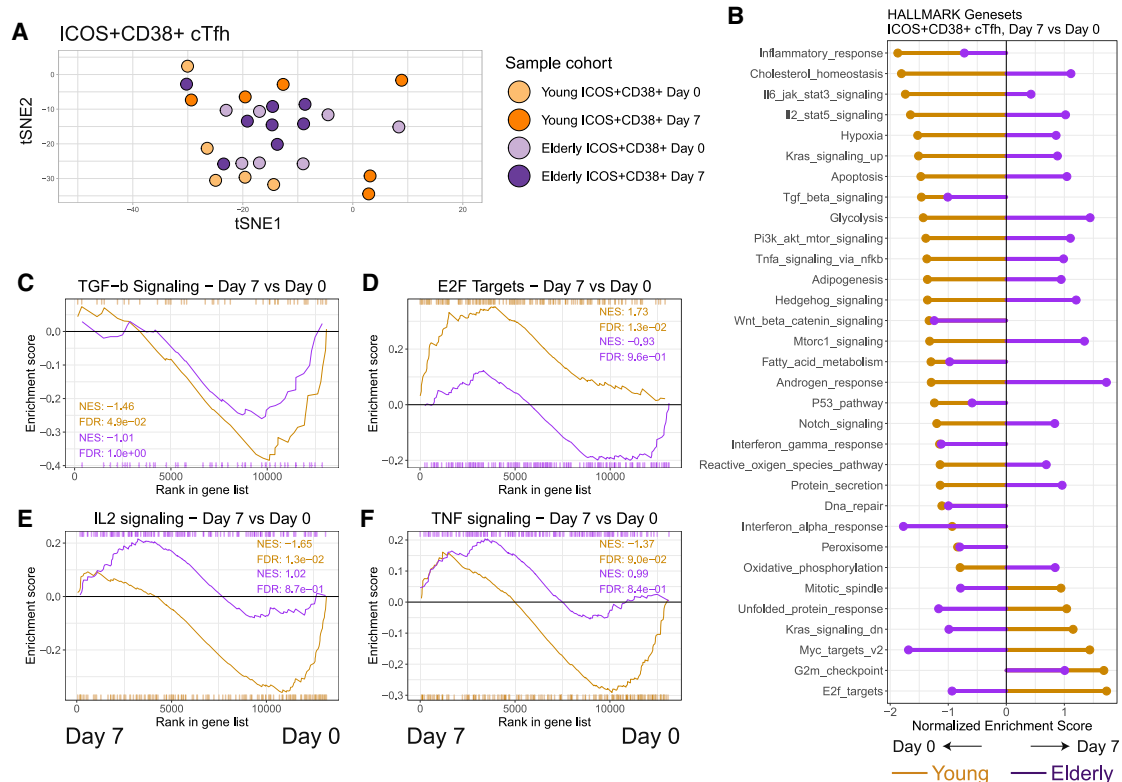 A
ICOS+CD38+ cTfh
tSNE2
0
−10
−20
−30
−40
−20
0
20
tSNE1
Sample cohort
Young ICOS+CD38+ Day 0
Young ICOS+CD38+ Day 7
Elderly ICOS+CD38+ Day 0
Elderly ICOS+CD38+ Day 7
B
HALLMARK Genesets
ICOS+CD38+ cTfh, Day 7 vs Day 0
Inflammatory_response
Cholesterol_homeostasis
Il6_jak_stat3_signaling
Il2_stat5_signaling
Hypoxia
Kras_signaling_up
Apoptosis
Tgf_beta_signaling
Glycolysis
Pi3k_akt_mtor_signaling
Tnfa_signaling_via_nfkb
Adipogenesis
Hedgehog_signaling
Wnt_beta_catenin_signaling
Mtorc1_signaling
Fatty_acid_metabolism
Androgen_response
P53_pathway
Notch_signaling
Interferon_gamma_response
Reactive_oxigen_species_pathway
Protein_secretion
Dna_repair
Interferon_alpha_response
Peroxisome
Oxidative_phosphorylation
Mitotic_spindle
Unfolded_protein_response
Kras_signaling_dn
Myc_targets_v2
G2m_checkpoint
E2f_targets
−2
−1
0
1
Normalized Enrichment Score
Day 0
Day 7
Young
Elderly
C
TGF−b Signaling − Day 7 vs Day 0
Enrichment score
0.0
−0.1
−0.2
−0.3
−0.4
NES: −1.46
FDR: 4.9e−02
NES: −1.01
FDR: 1.0e+00
0
5000
10000
Rank in gene list
D
E2F Targets − Day 7 vs Day 0
Enrichment score
0.2
0.0
−0.2
NES: 1.73
FDR: 1.3e−02
NES: −0.93
FDR: 9.6e−01
0
5000
10000
Rank in gene list
E
IL2 signaling − Day 7 vs Day 0
Enrichment score
0.2
0.0
−0.2
NES: −1.65
FDR: 1.3e−02
NES: 1.02
FDR: 8.7e−01
0
5000
10000
Rank in gene list
Day 7
Day 0
F
TNF signaling − Day 7 vs Day 0
Enrichment score
0.2
0.1
0.0
−0.1
−0.2
−0.3
NES: −1.37
FDR: 9.0e−02
NES: 0.99
FDR: 8.4e−01
0
5000
10000
Rank in gene list
Day 7
Day 0